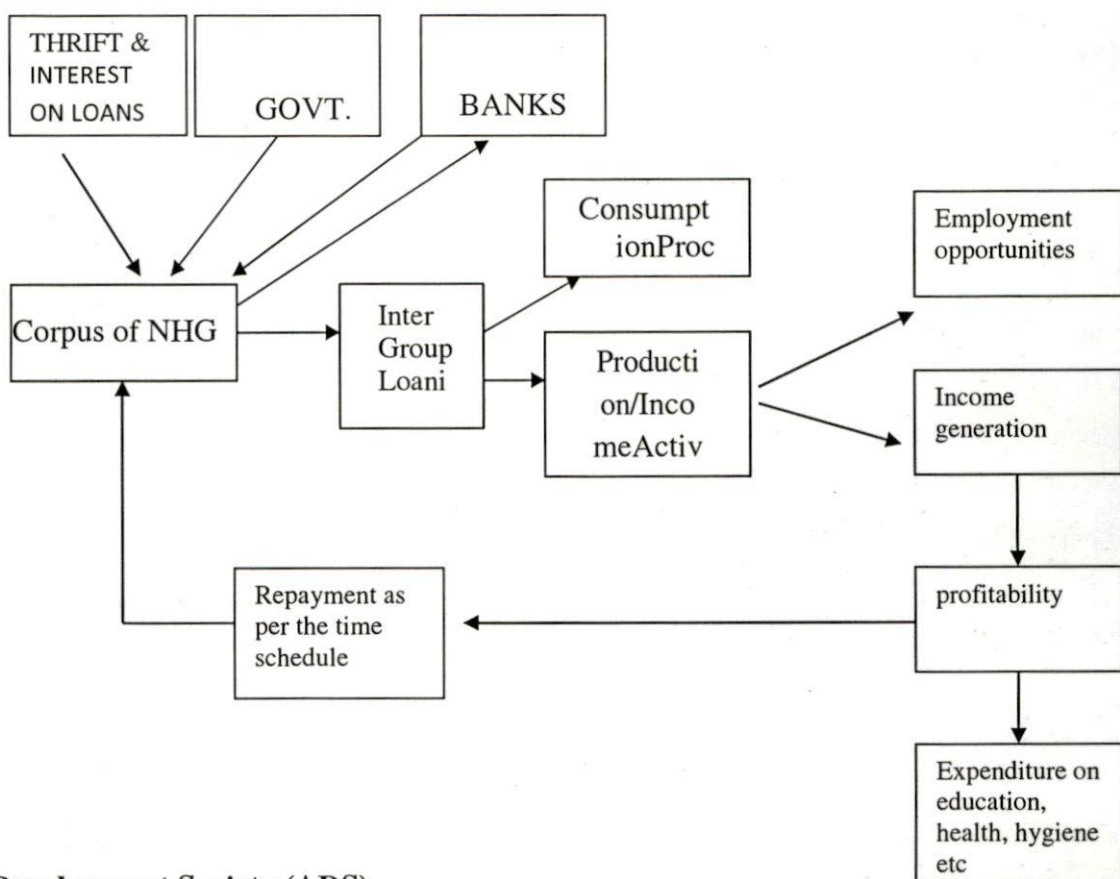 THRIFT &
INTEREST
ON LOANS
GOVT.
BANKS
Consumpt
ionProc
Employment
opportunities
Corpus of NHG
Inter
Group
Loani
Producti
on/Inco
meActiv
Income
generation
Repayment as
per the time
schedule
profitability
Expenditure on
education,
health, hygiene
etc
(ADS)